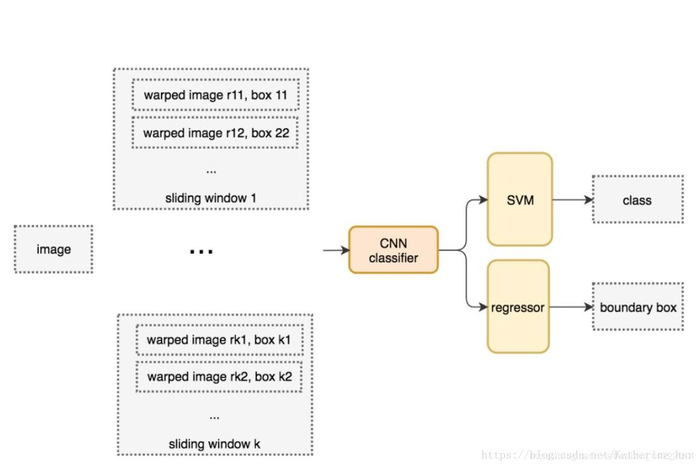 warped image r11, box 11
warped image r12, box 22
...
sliding window 1
image
...
CNN
classifier
SVM
class
regressor
boundary box
warped image rk1, box k1
warped image rk2, box k2
...
sliding window k